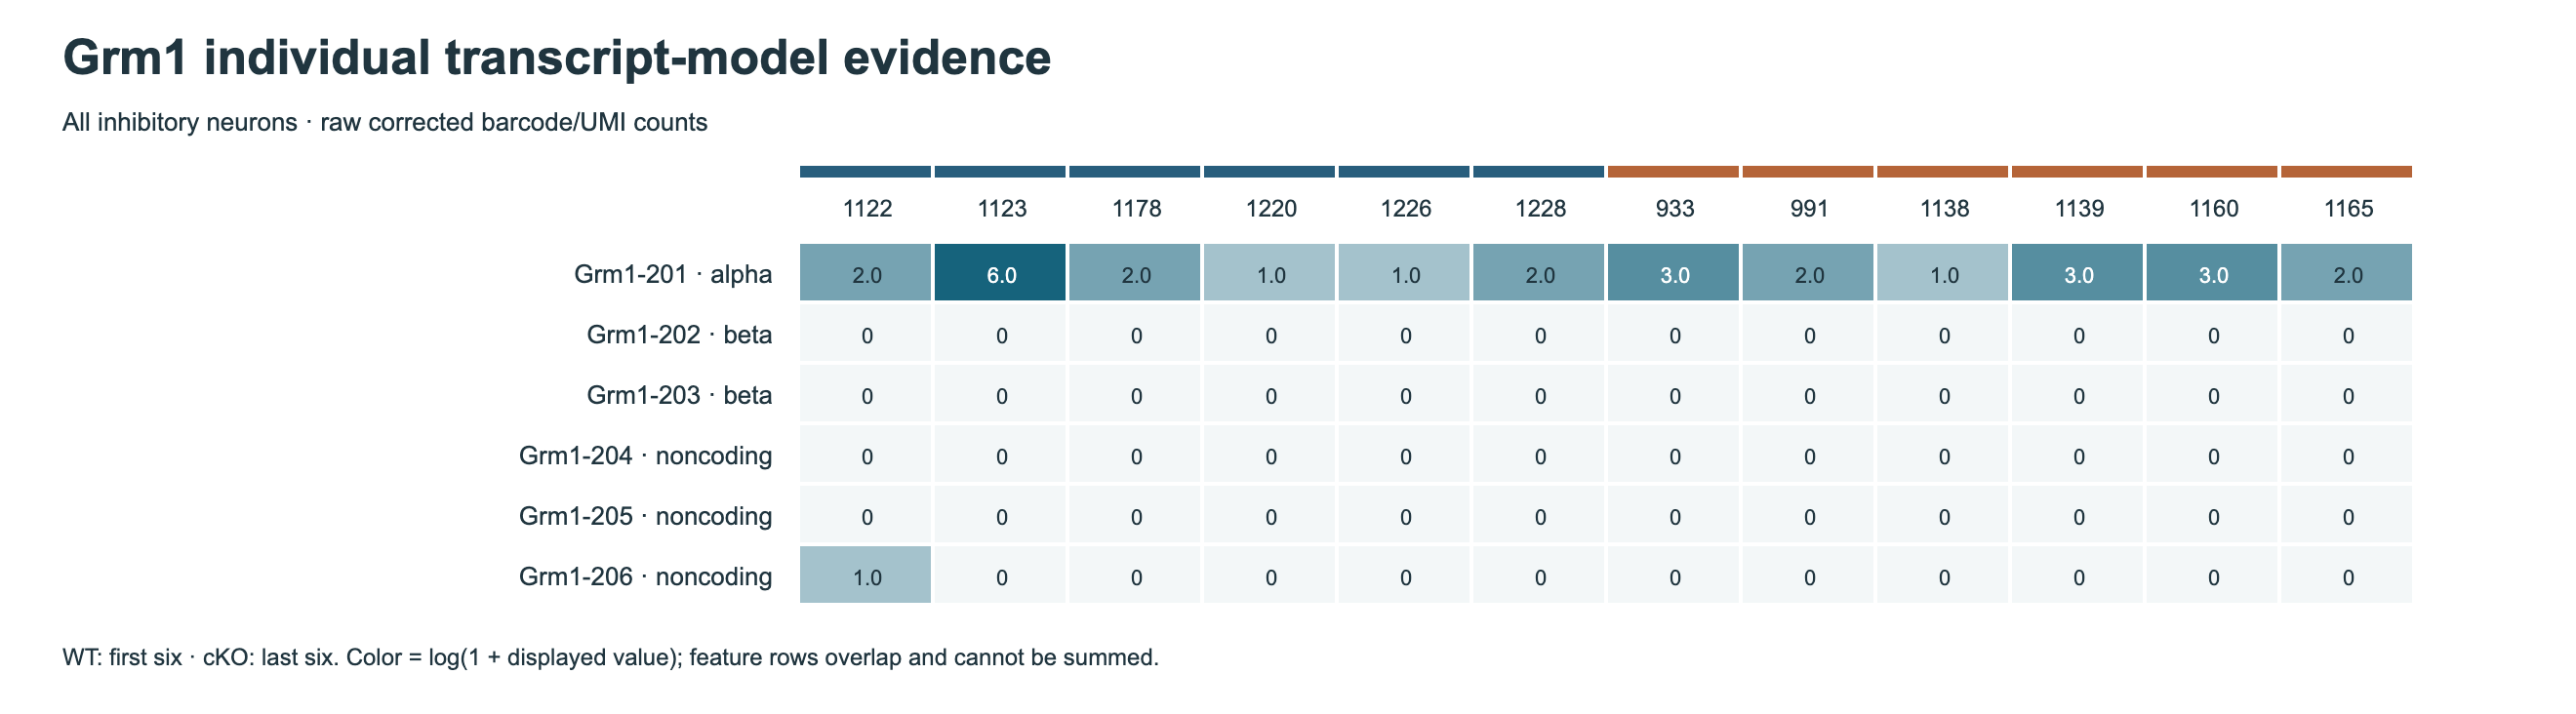 Grm1 individual transcript-model evidence
All inhibitory neurons · raw corrected barcode/UMI counts
1122 1123 1178 1220 1226 1228 933 991 1138 1139 1160 1165
Grm1-201 · alpha 2.0 6.0 2.0 1.0 1.0 2.0 3.0 2.0 1.0 3.0 3.0 2.0
Grm1-202 · beta 0 0 0 0 0 0 0 0 0 0 0 0
Grm1-203 · beta 0 0 0 0 0 0 0 0 0 0 0 0
Grm1-204 · noncoding 0 0 0 0 0 0 0 0 0 0 0 0
Grm1-205 · noncoding 0 0 0 0 0 0 0 0 0 0 0 0
Grm1-206 · noncoding 1.0 0 0 0 0 0 0 0 0 0 0 0
WT: first six · cKO: last six. Color = log(1 + displayed value); feature rows overlap and cannot be summed.